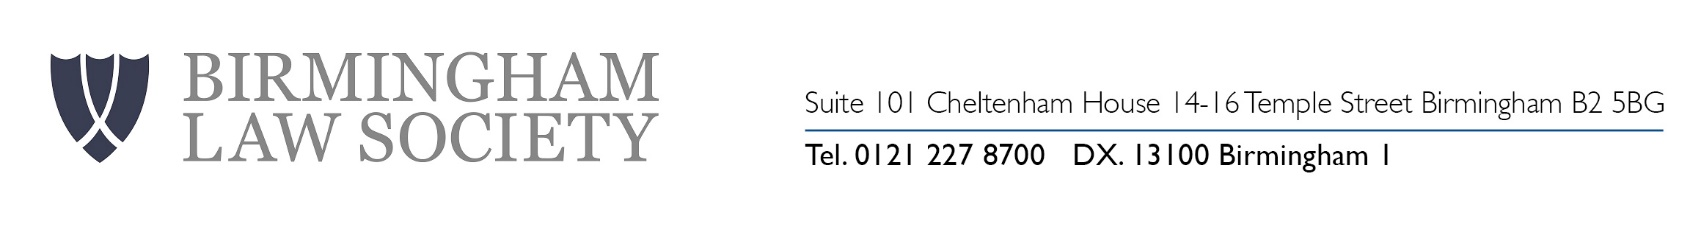 BIRMINGHAM
LAW SOCIETY
Suite 101 Cheltenham House 14-16 Temple Street Birmingham B2 5BG
Tel. 0121 227 8700 DX. 13100 Birmingham 1